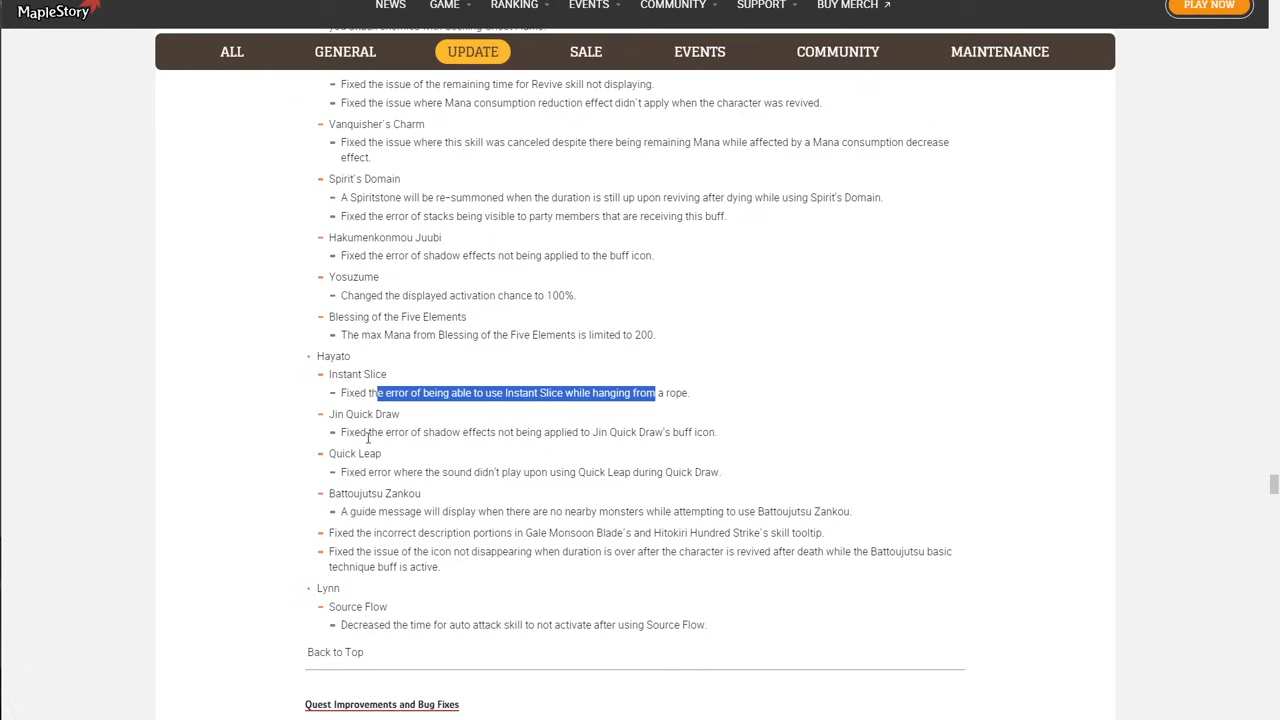 MapleStory
NEWS GAME RANKING EVENTS COMMUNITY SUPPORT BUY MERCH PLAY NOW
ALL GENERAL UPDATE SALE EVENTS COMMUNITY MAINTENANCE
Fixed the issue of the remaining time for Revive skill not displaying.
Fixed the issue where Mana consumption reduction effect didn't apply when the character was revived.
Vanquisher's Charm
Fixed the issue where this skill was canceled despite there being remaining Mana while affected by a Mana consumption decrease
effect.
Spirit's Domain
A Spiritstone will be re-summoned when the duration is still up upon reviving after dying while using Spirit's Domain.
Fixed the error of stacks being visible to party members that are receiving this buff.
Hakumenkonmou Juubi
Fixed the error of shadow effects not being applied to the buff icon.
Yosuzume
Changed the displayed activation chance to 100%.
Blessing of the Five Elements
The max Mana from Blessing of the Five Elements is limited to 200.
Hayato
Instant Slice
Fixed the error of being able to use Instant Slice while hanging from a rope.
Jin Quick Draw
Fixed the error of shadow effects not being applied to Jin Quick Draw's buff icon.
Quick Leap
Fixed error where the sound didn't play upon using Quick Leap during Quick Draw.
Battoujutsu Zankou
A guide message will display when there are no nearby monsters while attempting to use Battoujutsu Zankou.
Fixed the incorrect description portions in Gale Monsoon Blade's and Hitokiri Hundred Strike's skill tooltip.
Fixed the issue of the icon not disappearing when duration is over after the character is revived after death while the Battoujutsu basic
technique buff is active.
Lynn
Source Flow
Decreased the time for auto attack skill to not activate after using Source Flow.
Back to Top
Quest Improvements and Bug Fixes